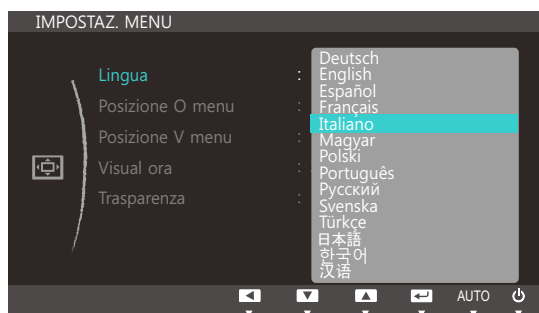 IMPOSTAZ. MENU
Lingua :
Posizione O menu :
Posizione V menu :
Visual ora :
Trasparenza :
Deutsch
English
Español
Français
Italiano
Magyar
Polski
Português
Русский
Svenska
Türkçe
日本語
한국어
汉语
AUTO